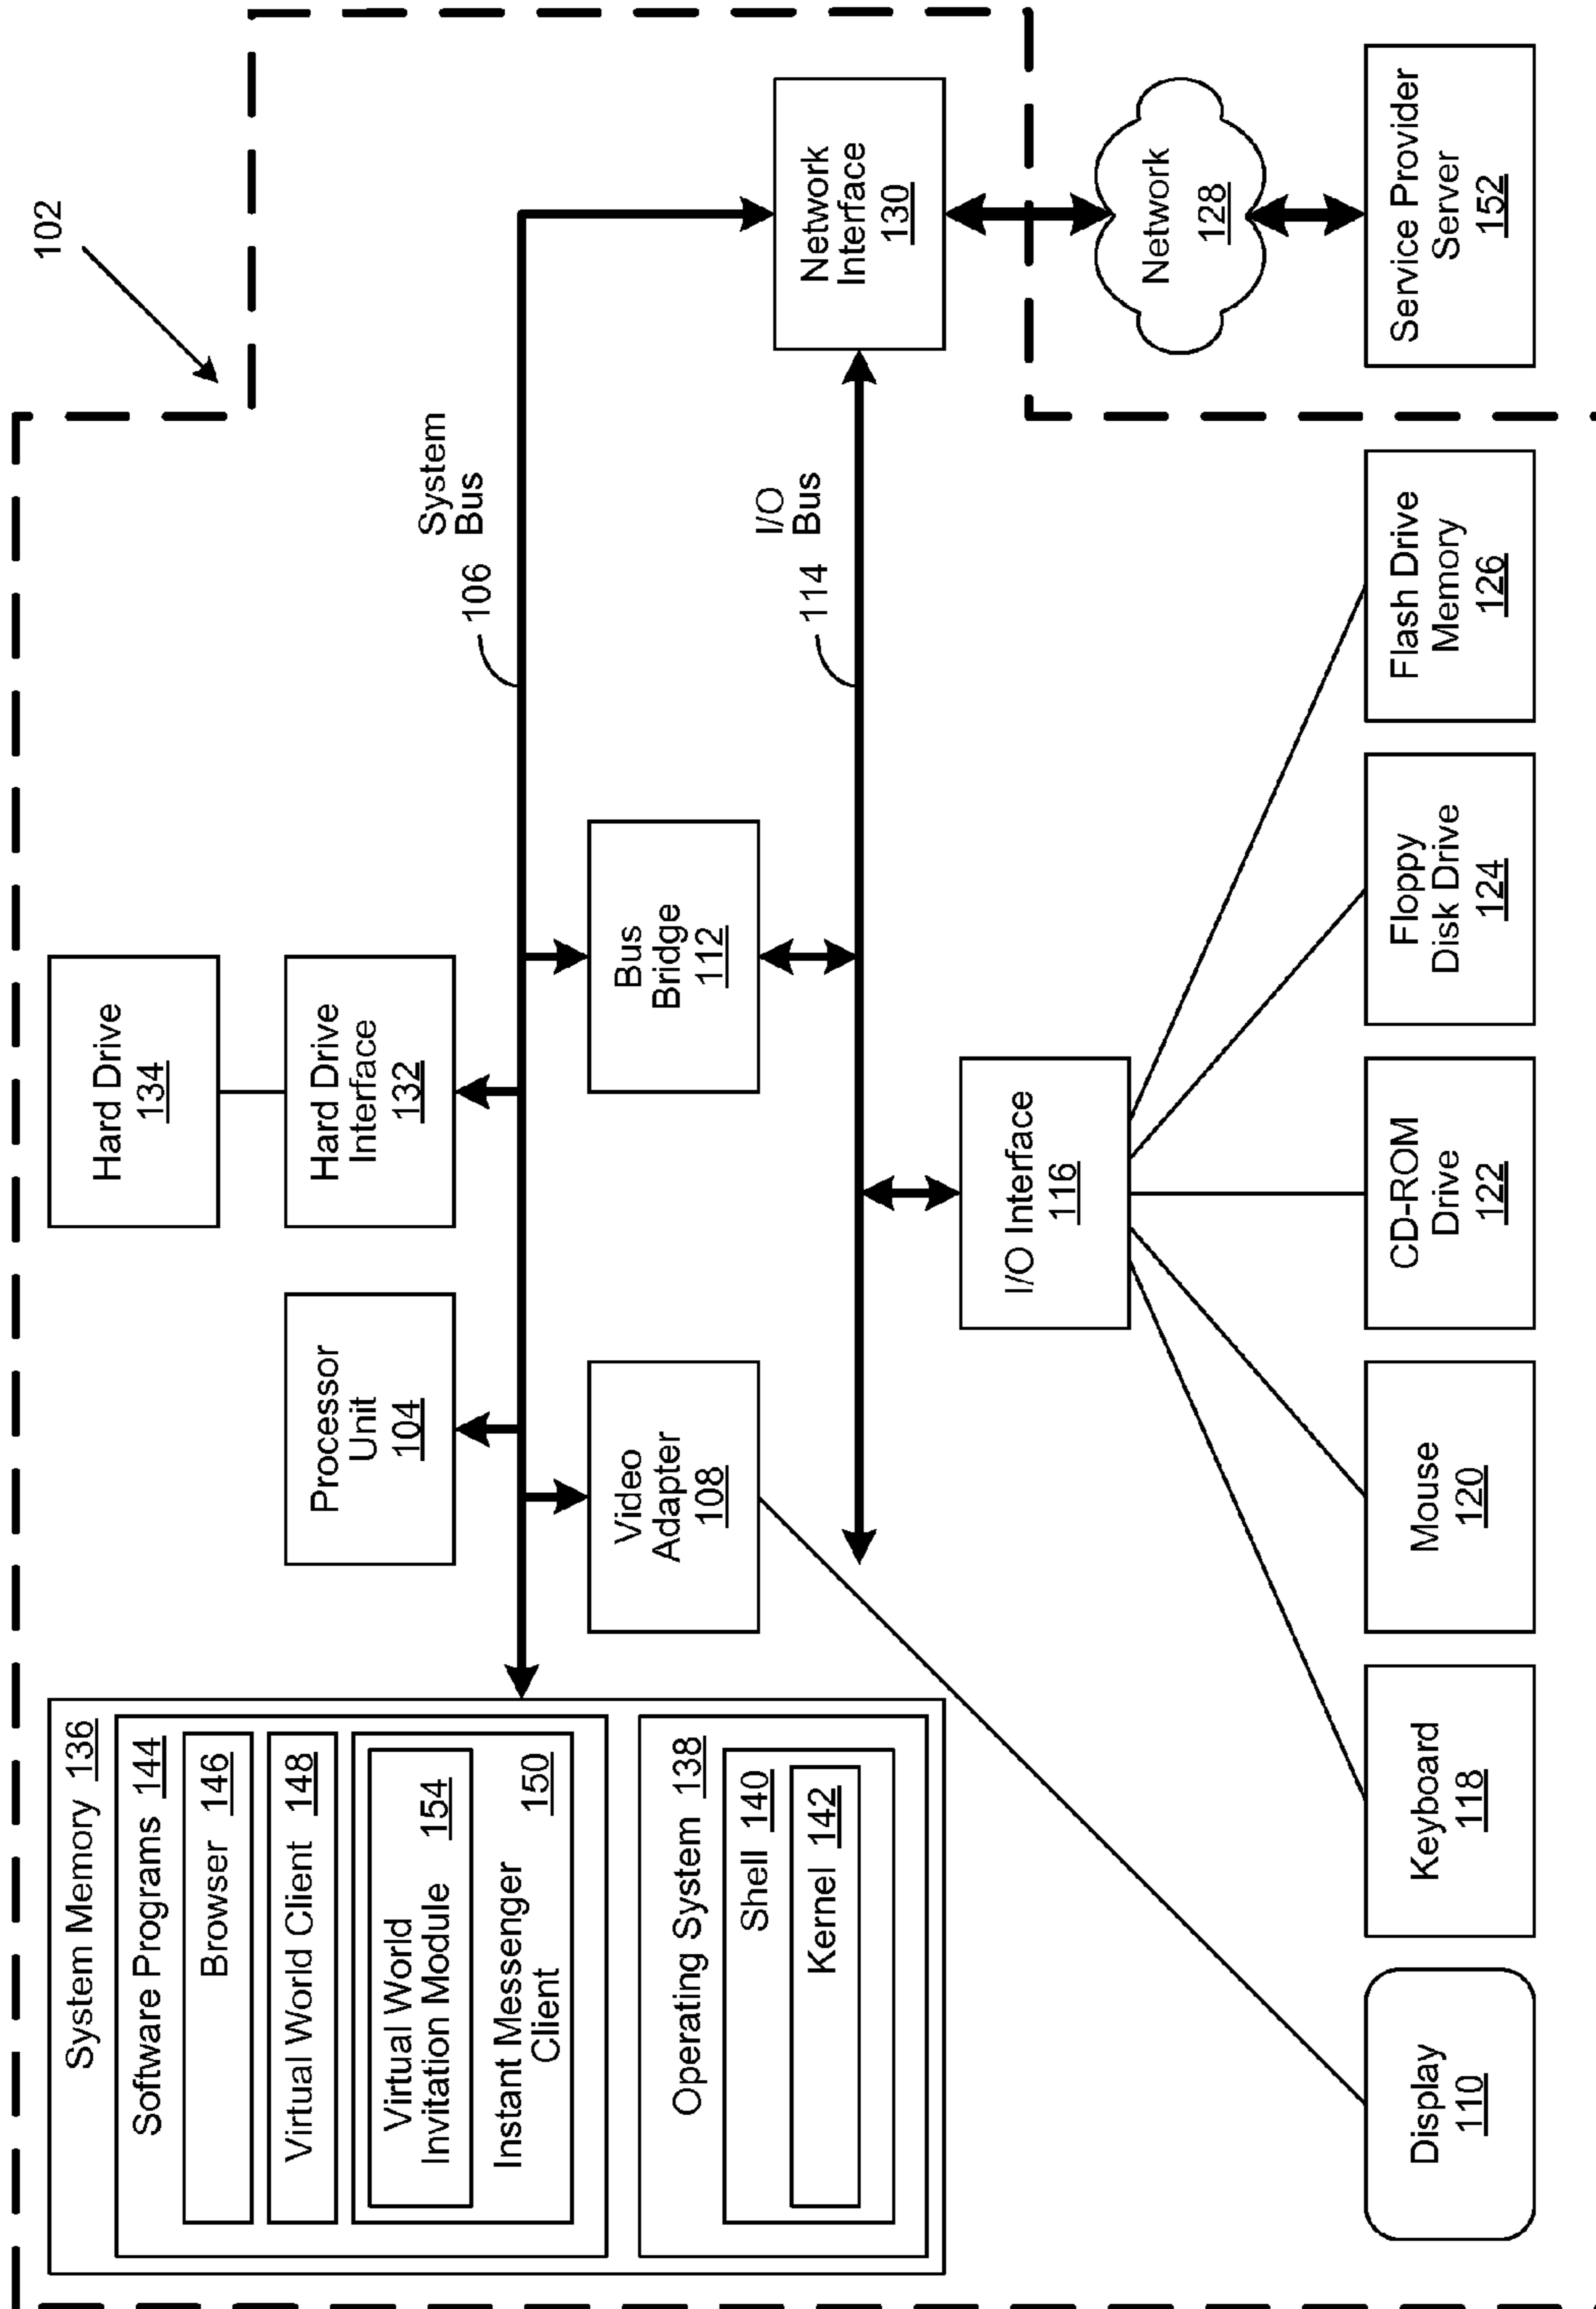 102
System Memory 136
Software Programs 144
Browser 146
Virtual World Client 148
Virtual World
Invitation Module 154
Instant Messenger
Client
150
Operating System 138
Shell 140
Kernel 142
Processor
Unit
104
Hard Drive
134
Hard Drive
Interface
132
System
Bus
106
Video
Adapter
108
Bus
Bridge
112
I/O
Bus
114
Network
Interface
130
I/O Interface
116
Network
128
Display
110
Keyboard
118
Mouse
120
CD-ROM
Drive
122
Floppy
Disk Drive
124
Flash Drive
Memory
126
Service Provider
Server
152